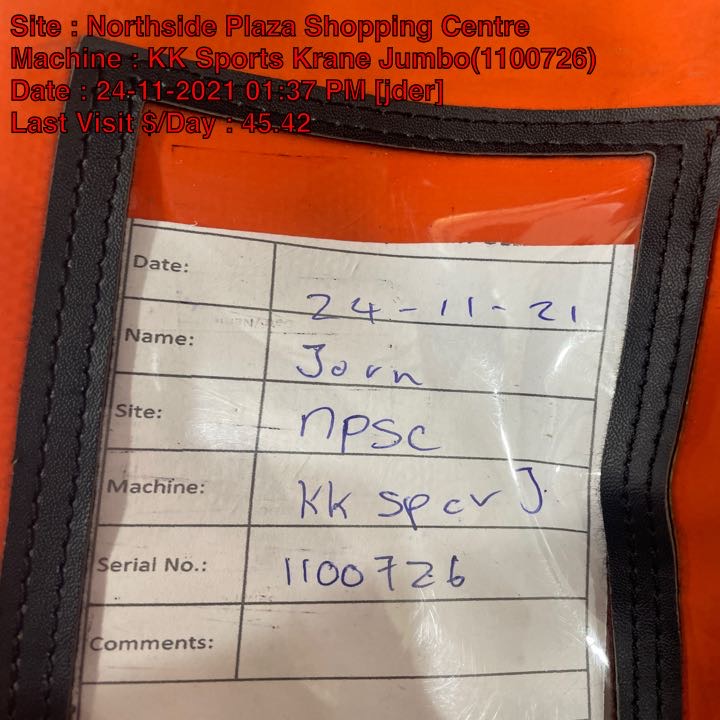 Site : Northside Plaza Shopping Centre
Machine : KK Sports Krane Jumbo(1100726)
Date : 24-11-2021 01:37 PM [jder]
Last Visit $/Day : 45.42
Date: 24-11-21
Name: Jorn
Site: NPSC
Machine: KK Spcr J
Serial No.: 1100726
Comments: